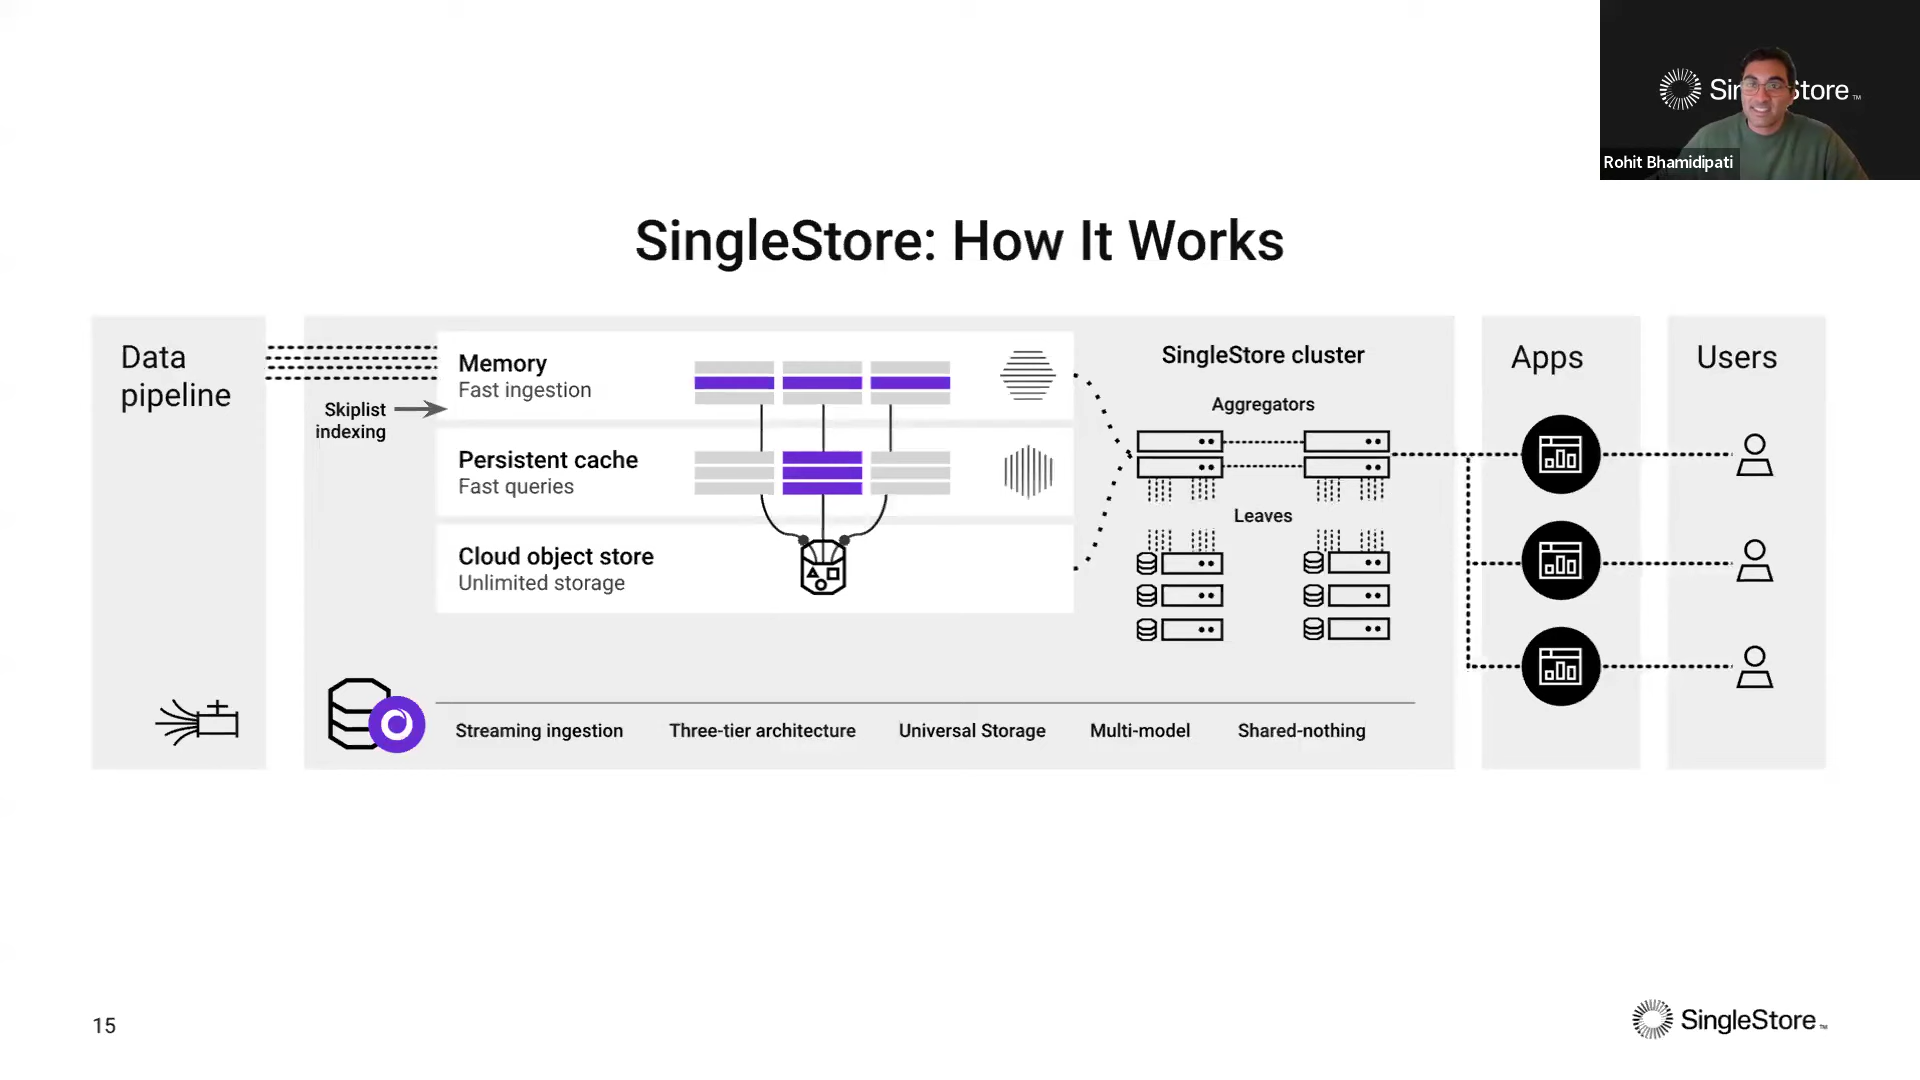 SingleStore™
Rohit Bhamidipati
SingleStore: How It Works
Data
pipeline
Skiplist
indexing
Memory
Fast ingestion
Persistent cache
Fast queries
Cloud object store
Unlimited storage
SingleStore cluster
Aggregators
Leaves
Apps
Users
Streaming ingestion
Three-tier architecture
Universal Storage
Multi-model
Shared-nothing
15
SingleStore™